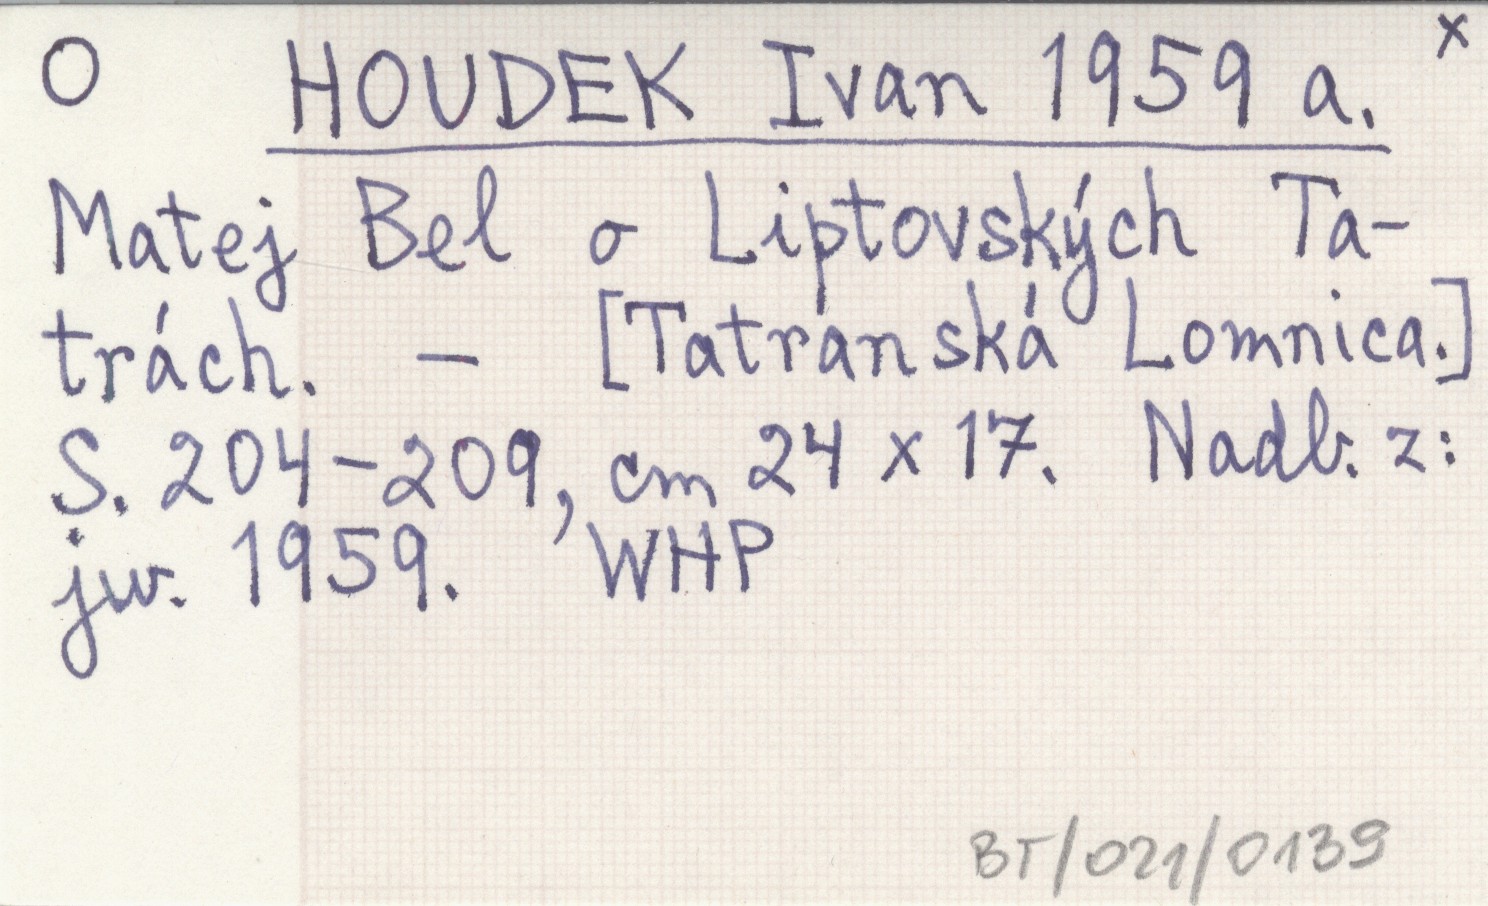 O HOUDEK Ivan 1959 a. x
Matej Bel o Liptovských Ta-
trách. – [Tatranská Lomnica.]
S. 204–209, cm 24 x 17. Nadb. z:
jw. 1959. WHP
BT/021/0139